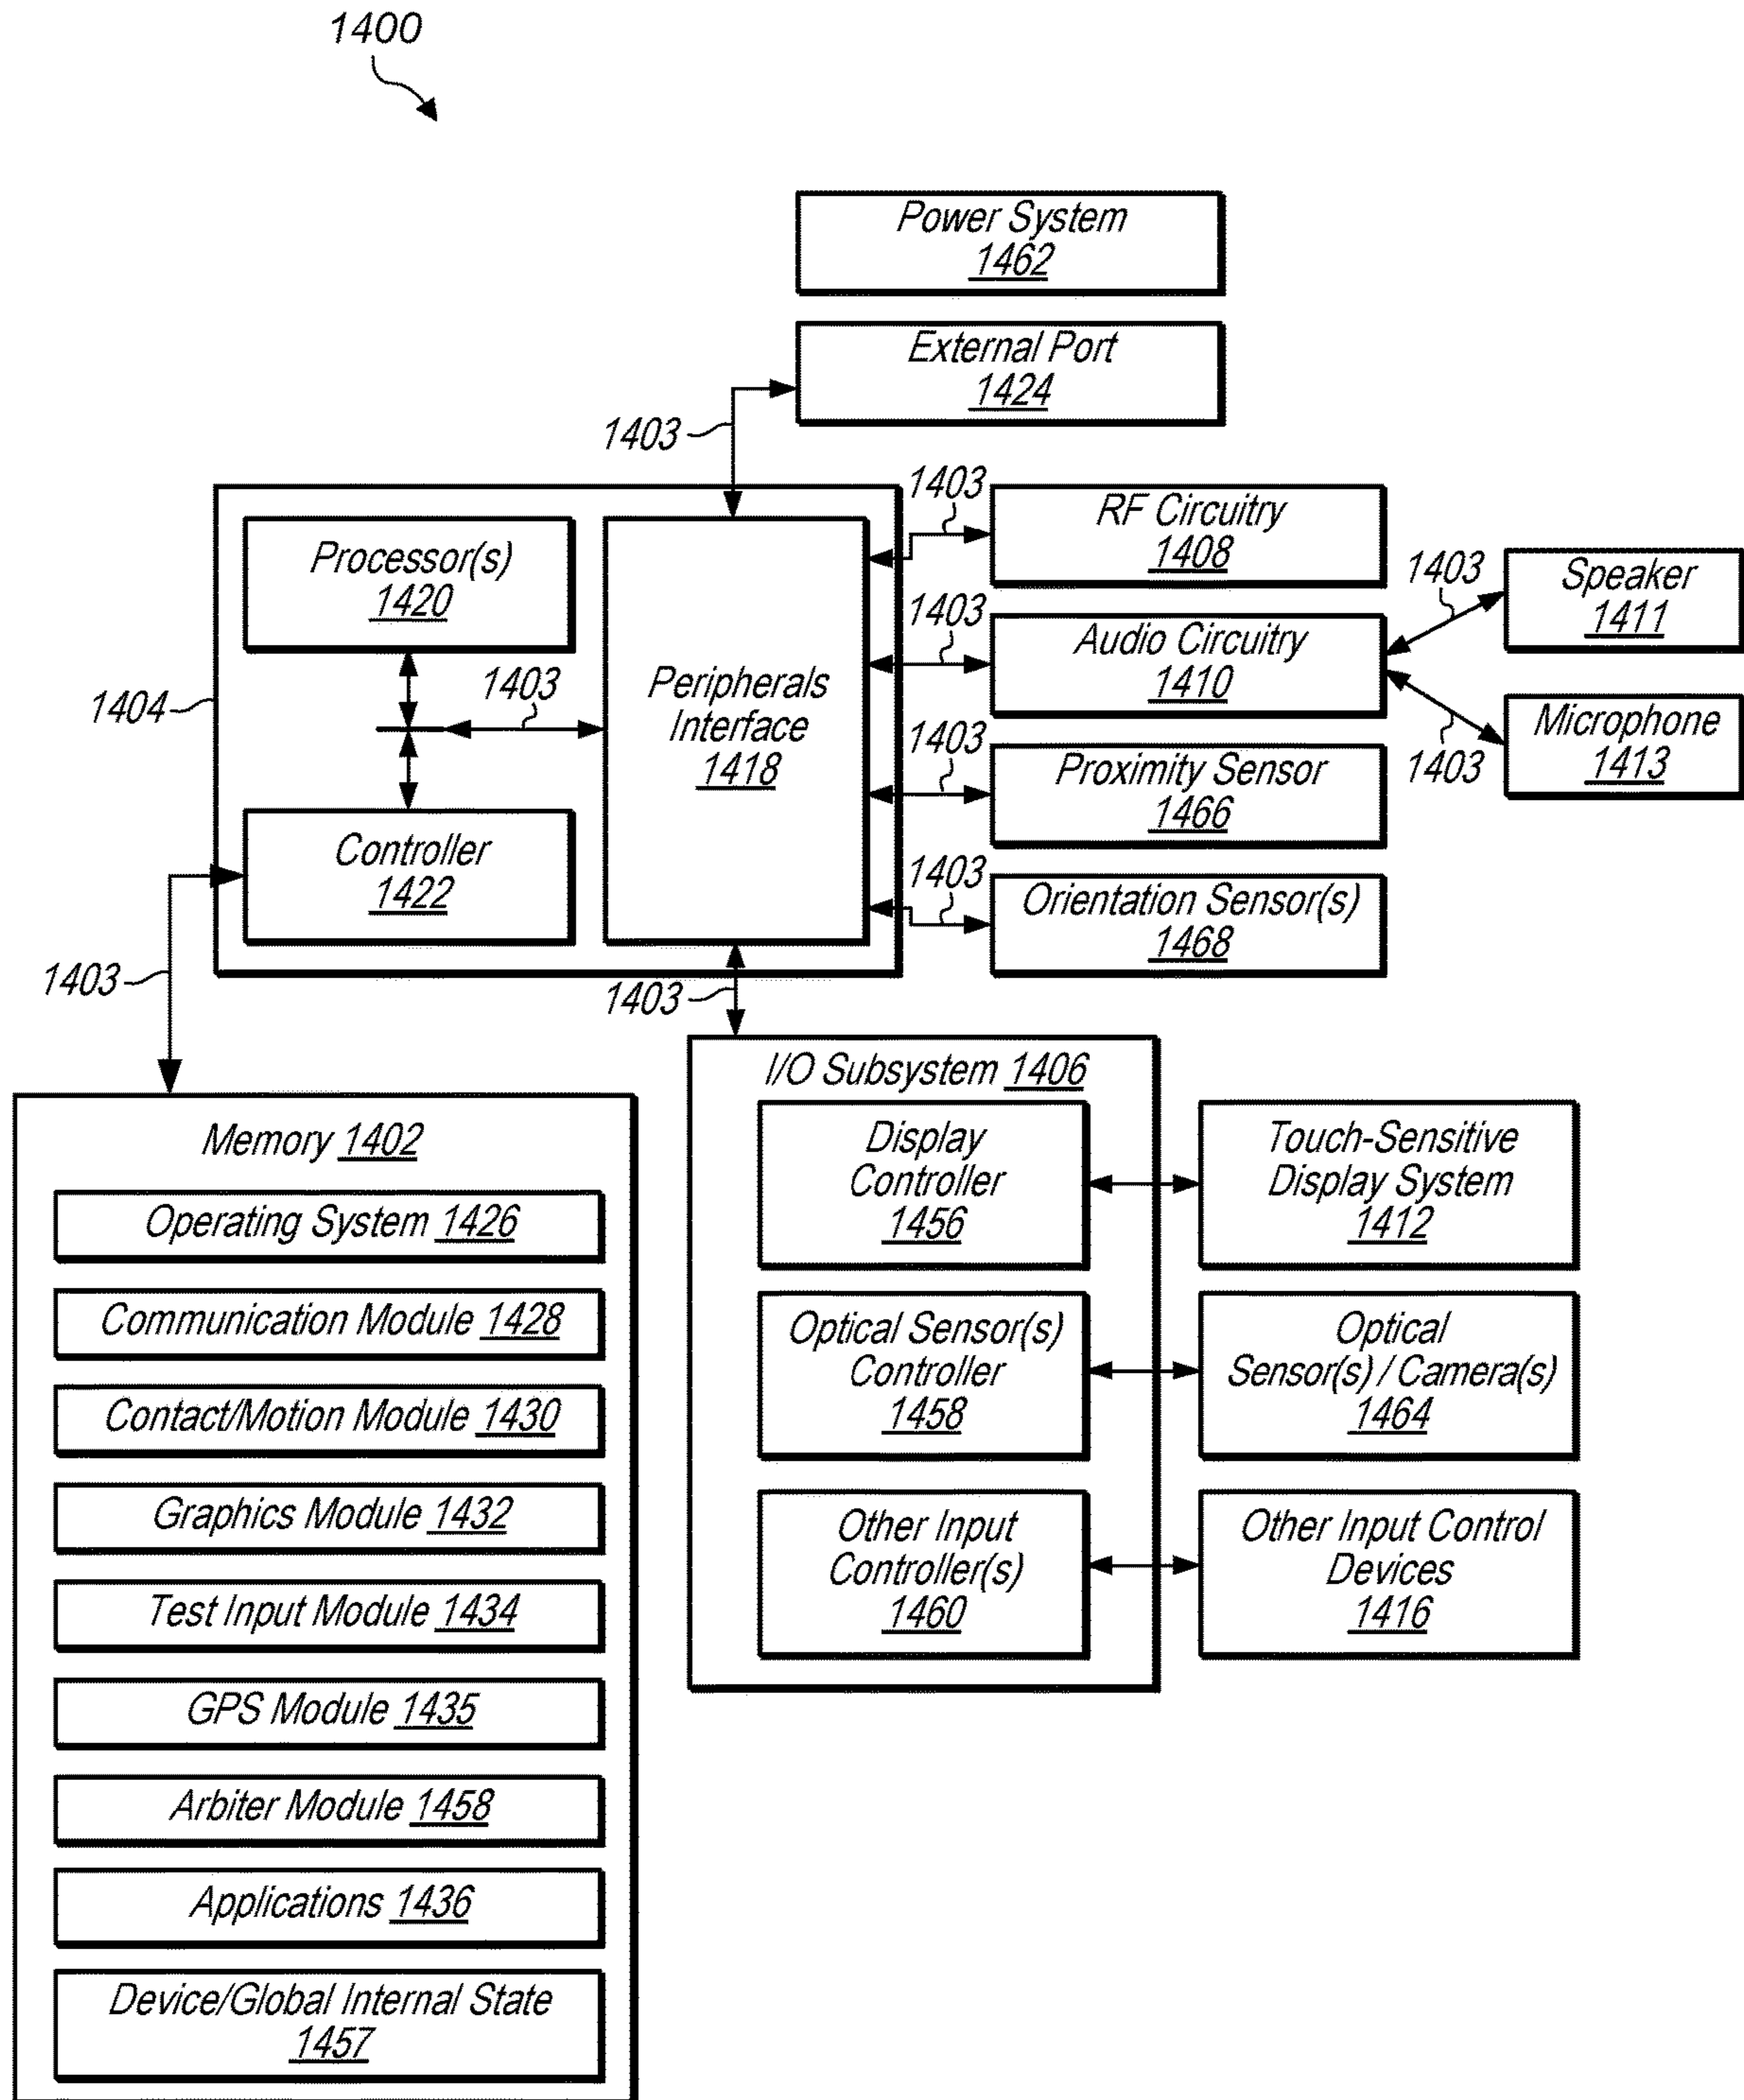 1400
Power System
1462
External Port
1424
1403
1403
RF Circuitry
1408
Processor(s)
1420
1403
Speaker
1411
1403
Audio Circuitry
1410
1404
1403
Peripherals
Interface
1418
1403
Microphone
1413
1403
Proximity Sensor
1466
Controller
1422
1403
Orientation Sensor(s)
1468
1403
1403
I/O Subsystem 1406
Display
Controller
1456
Touch-Sensitive
Display System
1412
Optical Sensor(s)
Controller
1458
Optical
Sensor(s) / Camera(s)
1464
Other Input
Controller(s)
1460
Other Input Control
Devices
1416
Memory 1402
Operating System 1426
Communication Module 1428
Contact/Motion Module 1430
Graphics Module 1432
Test Input Module 1434
GPS Module 1435
Arbiter Module 1458
Applications 1436
Device/Global Internal State
1457